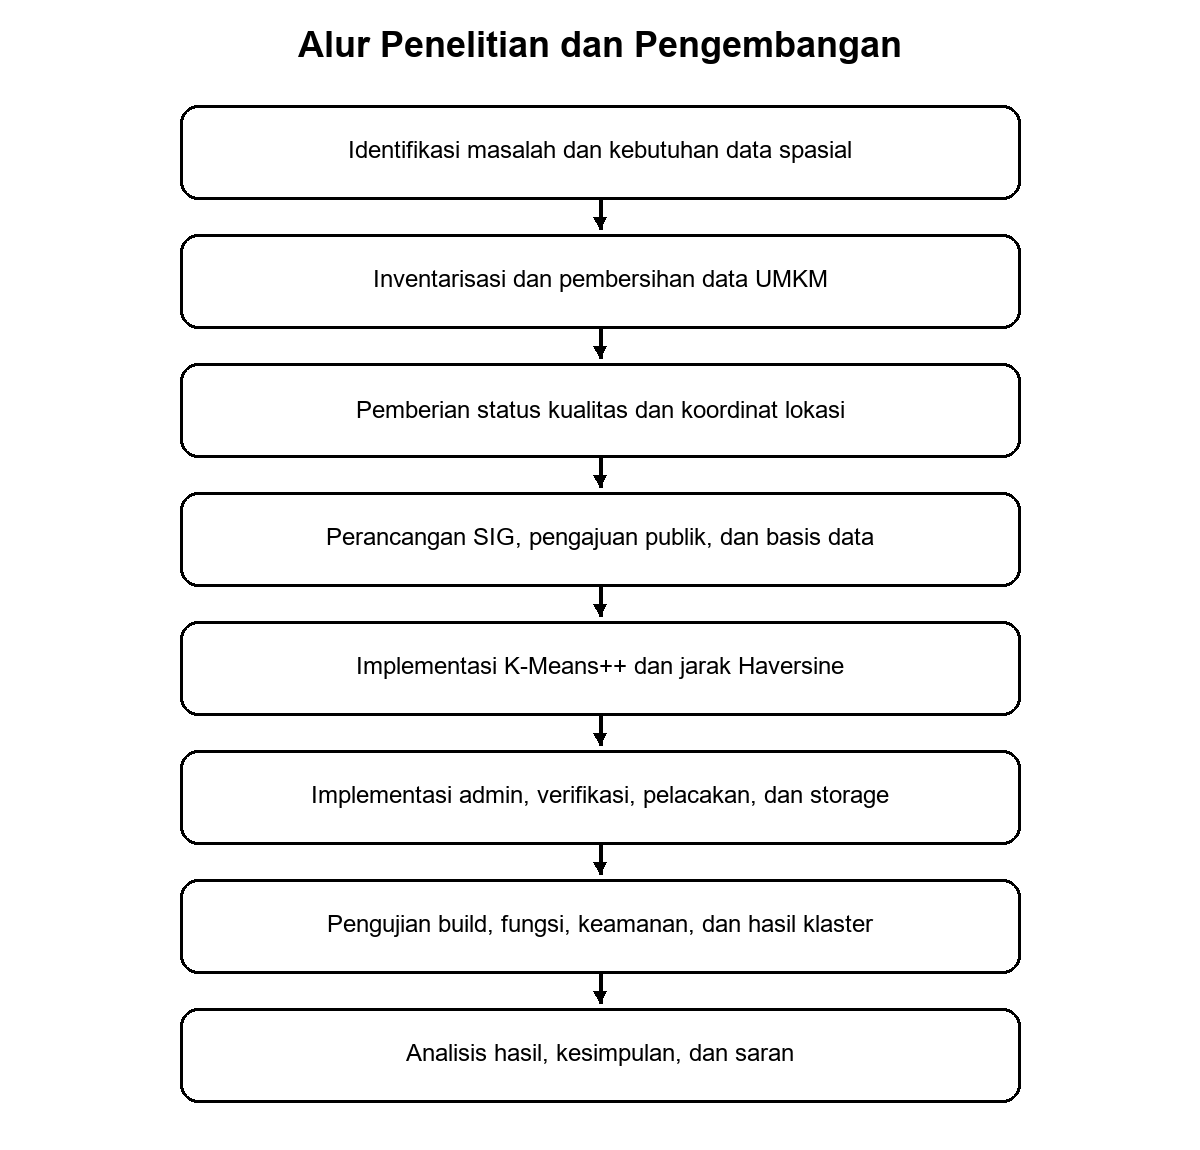 Alur Penelitian dan Pengembangan
Identifikasi masalah dan kebutuhan data spasial
Inventarisasi dan pembersihan data UMKM
Pemberian status kualitas dan koordinat lokasi
Perancangan SIG, pengajuan publik, dan basis data
Implementasi K-Means++ dan jarak Haversine
Implementasi admin, verifikasi, pelacakan, dan storage
Pengujian build, fungsi, keamanan, dan hasil klaster
Analisis hasil, kesimpulan, dan saran